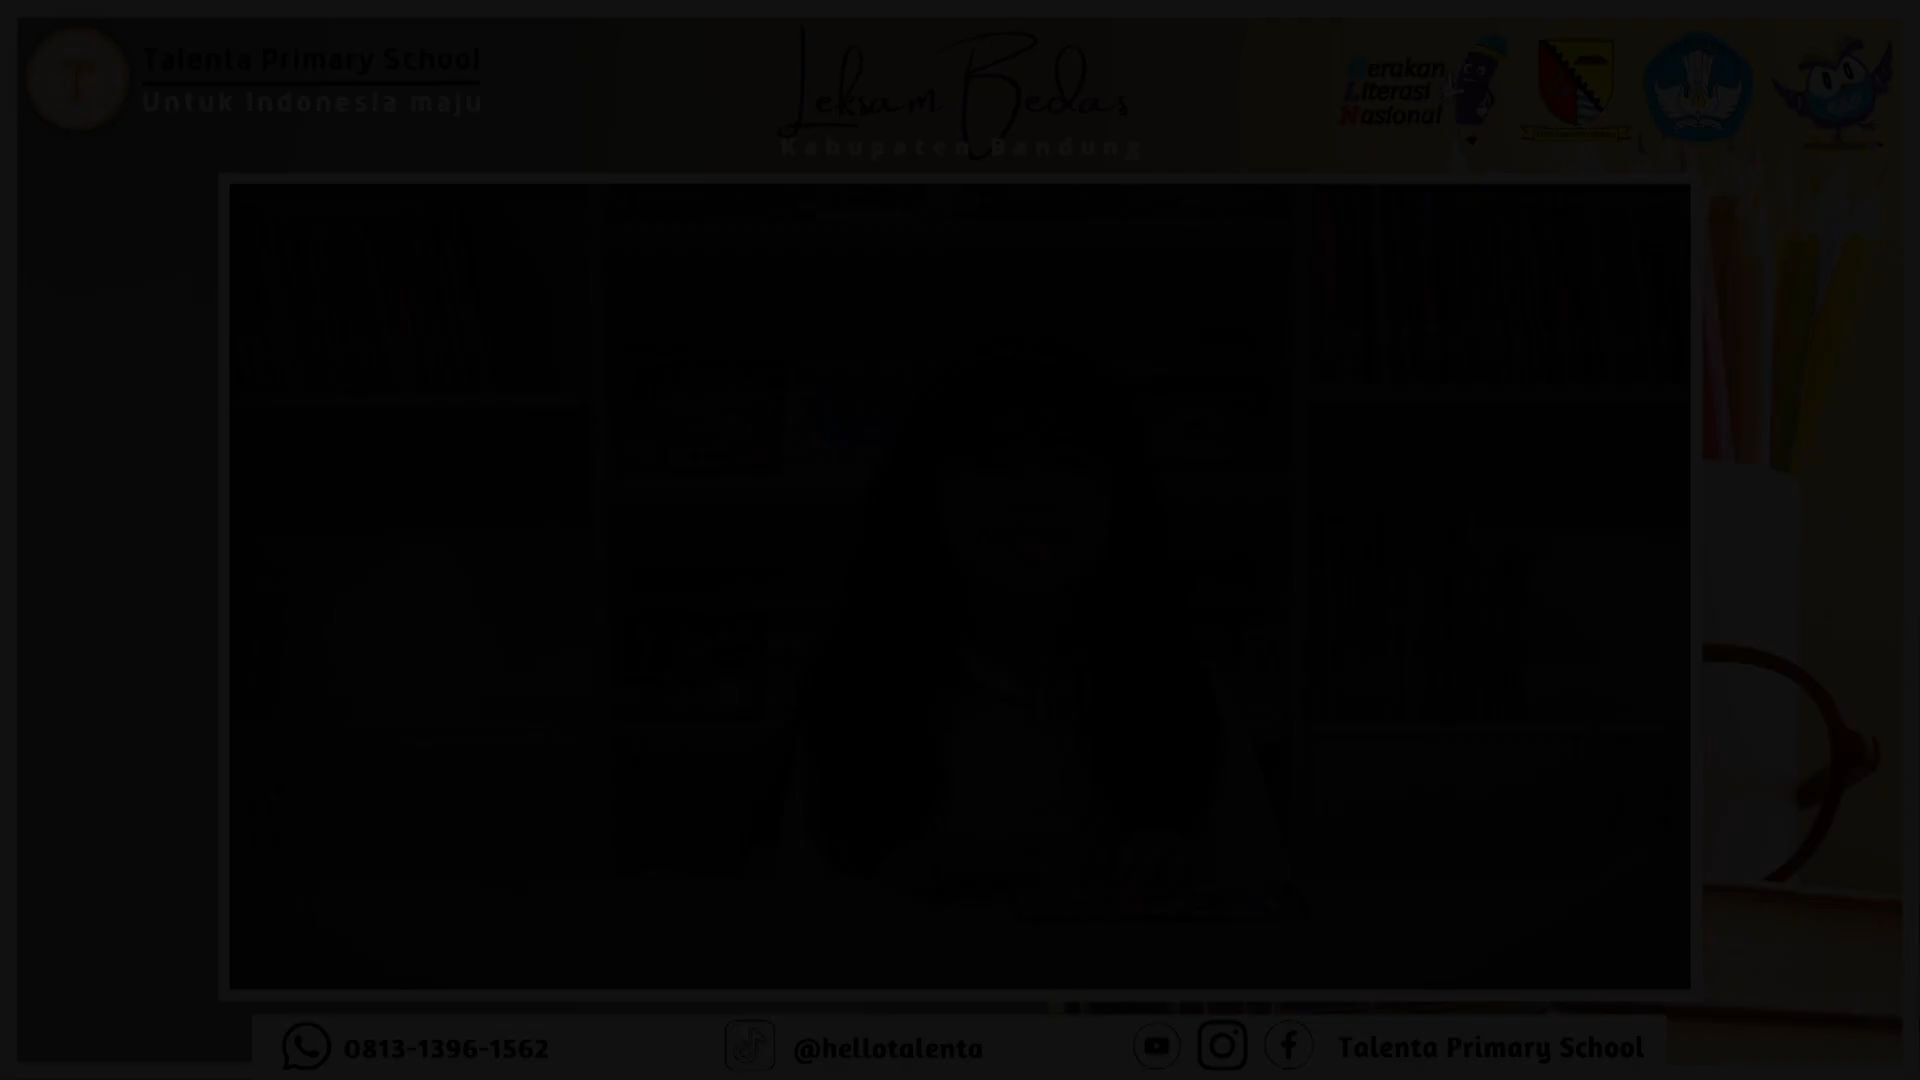 T
Talenta Primary School
Untuk Indonesia maju
Leksam Bedas
Kabupaten Bandung
Gerakan
Literasi
Nasional
0813-1396-1562
@hellotalenta
Talenta Primary School